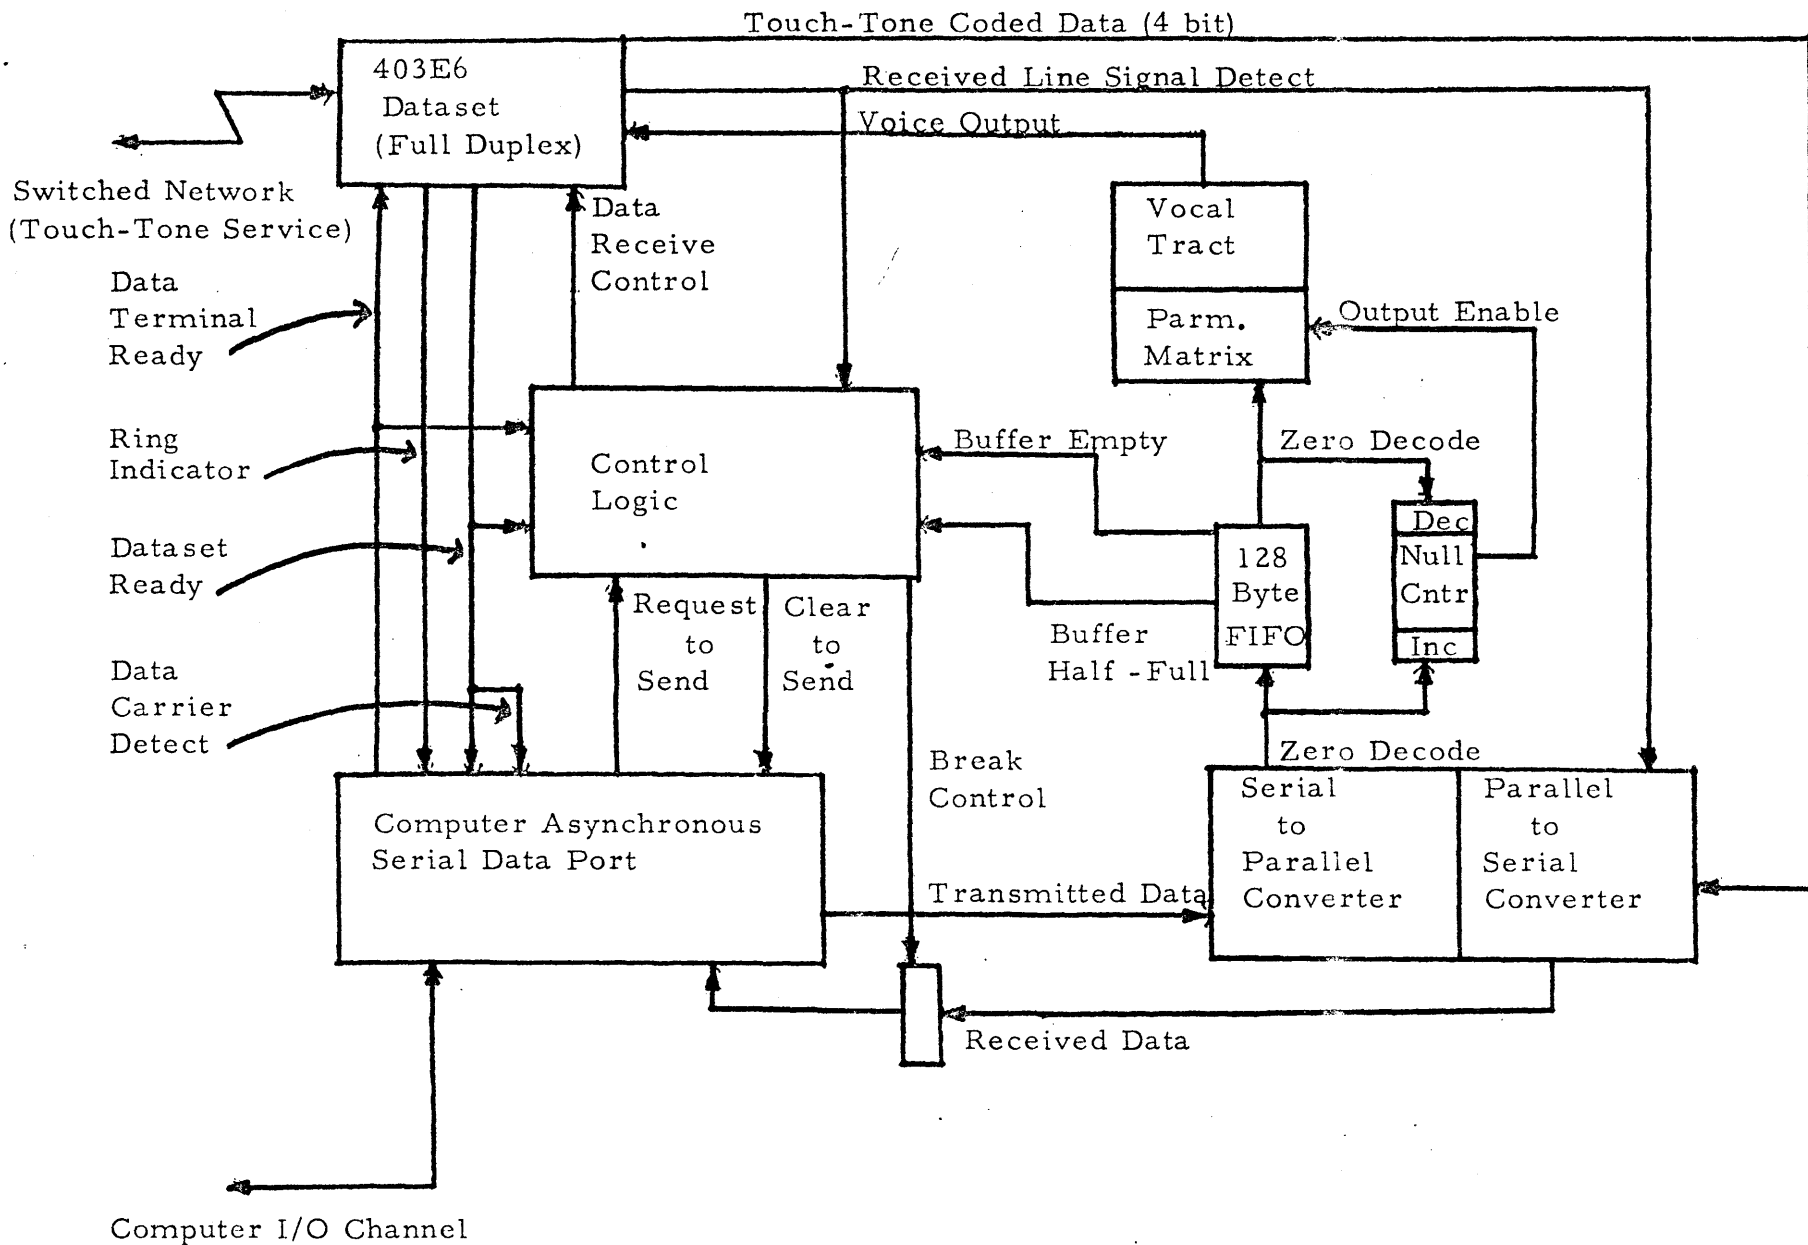 Touch-Tone Coded Data (4 bit)
403E6
Dataset
(Full Duplex)
Received Line Signal Detect
Voice Output
Switched Network
(Touch-Tone Service)
Data
Receive
Control
Vocal
Tract
Parm.
Matrix
Output Enable
Data
Terminal
Ready
Ring
Indicator
Control
Logic
Buffer Empty
Zero Decode
Dec
Null
Cntr
Inc
128
Byte
FIFO
Dataset
Ready
Request
to
Send
Clear
to
Send
Buffer
Half -Full
Data
Carrier
Detect
Break
Control
Zero Decode
Serial
to
Parallel
Converter
Parallel
to
Serial
Converter
Computer Asynchronous
Serial Data Port
Transmitted Data
Received Data
Computer I/O Channel